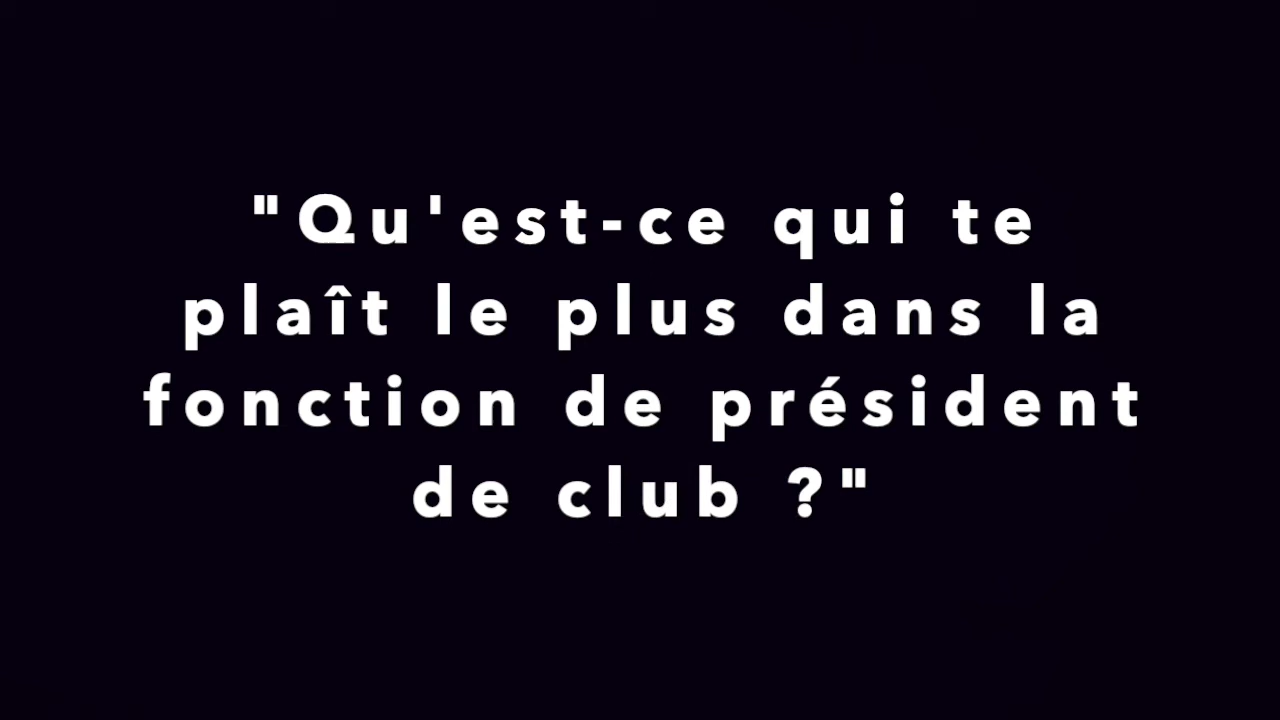 "Qu'est-ce qui te
plaît le plus dans la
fonction de président
de club ?"